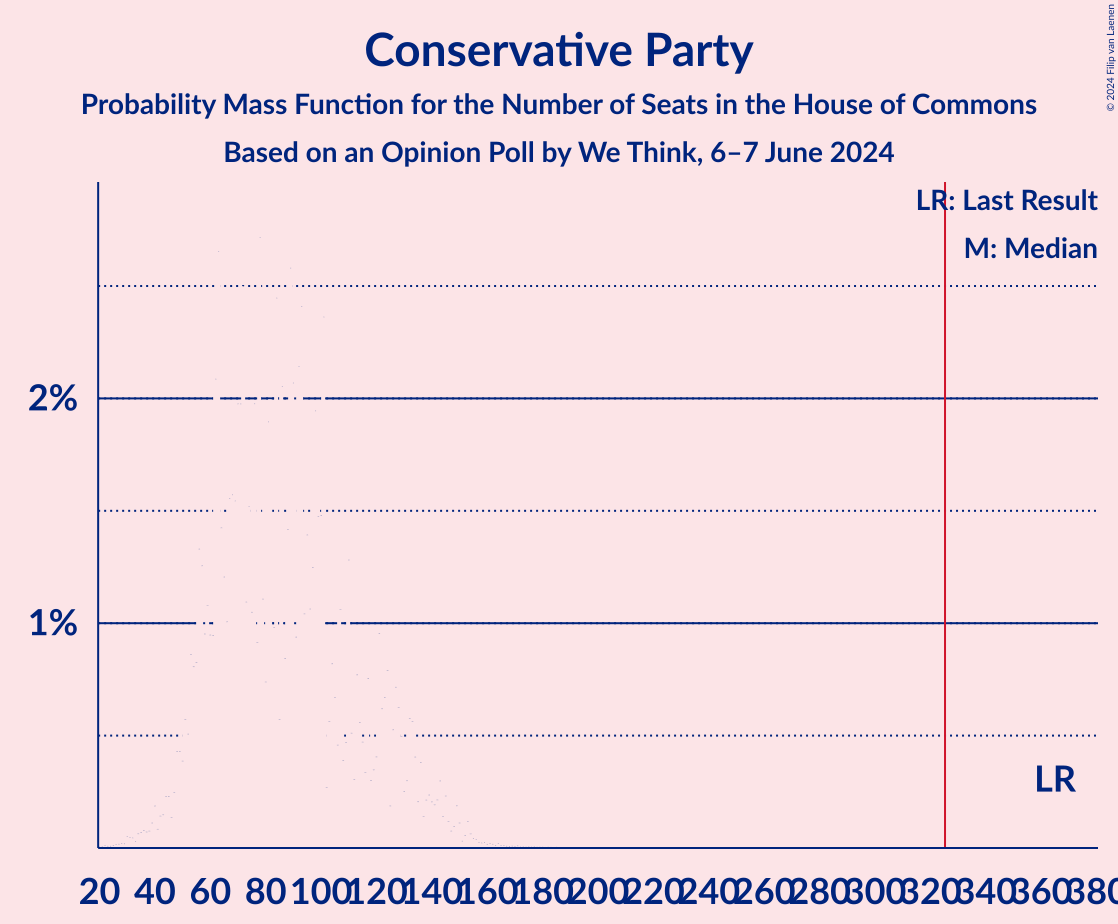 Conservative Party
Probability Mass Function for the Number of Seats in the House of Commons
Based on an Opinion Poll by We Think, 6–7 June 2024
© 2024 Filip van Laenen
LR: Last Result
M: Median
2%
1%
LR
20 40 60 80 100 120 140 160 180 200 220 240 260 280 300 320 340 360 380